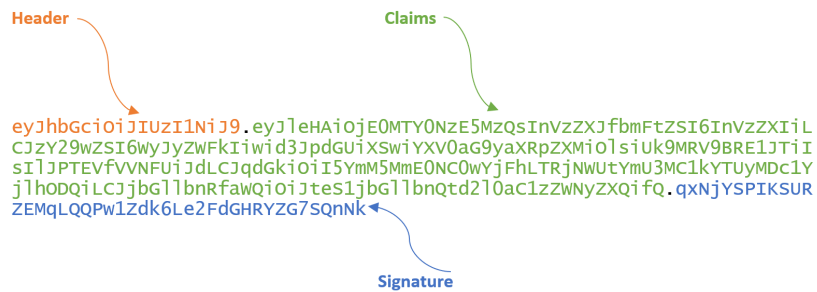 Header
Claims
eyJhbGciOiJIUzI1NiJ9.eyJleHAiOjE0MTY0NzE5MzQsInVzZXJfbmFtZSI6InVzZXIiL
CJzY29wZSI6WyJyZWFkIiwid3JpdGUiXSwiYXV0aG9yaXRpZXMiOlsiUk9MRV9BRE1JTiI
sIlJPTEVfVVNFUiJdLCJqdGkiOiI5YmM5MmE0NC0wYjFhLTRjNWUtYmU3MC1kYTUyMDc1Y
jlhODQiLCJjbGllbnRfaWQiOiJteS1jbGllbnQtd2l0aC1zZWNyZXQifQ.qxNjYSPIKSUR
ZEMqLQQPw1Zdk6Le2FdGHRYZG7SQnNk
Signature